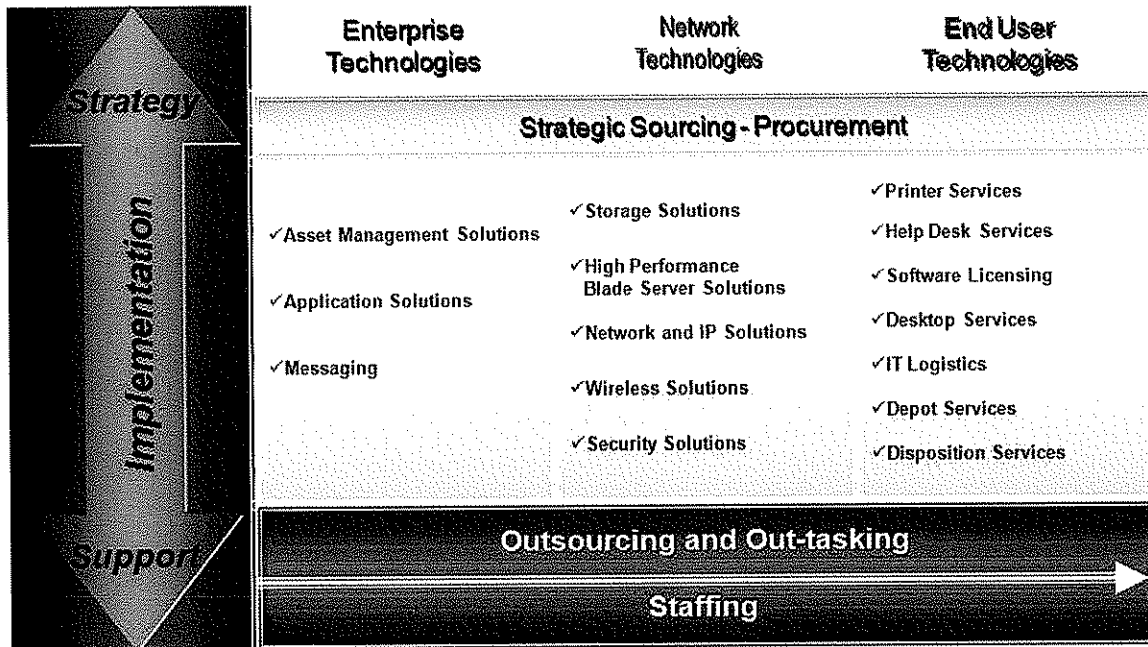 Enterprise
Technologies
Network
Technologies
End User
Technologies
Strategy
Implementation
Support
Strategic Sourcing - Procurement
✓Asset Management Solutions
✓Application Solutions
✓Messaging
✓Storage Solutions
✓High Performance
Blade Server Solutions
✓Network and IP Solutions
✓Wireless Solutions
✓Security Solutions
✓Printer Services
✓Help Desk Services
✓Software Licensing
✓Desktop Services
✓IT Logistics
✓Depot Services
✓Disposition Services
Outsourcing and Out-tasking
Staffing